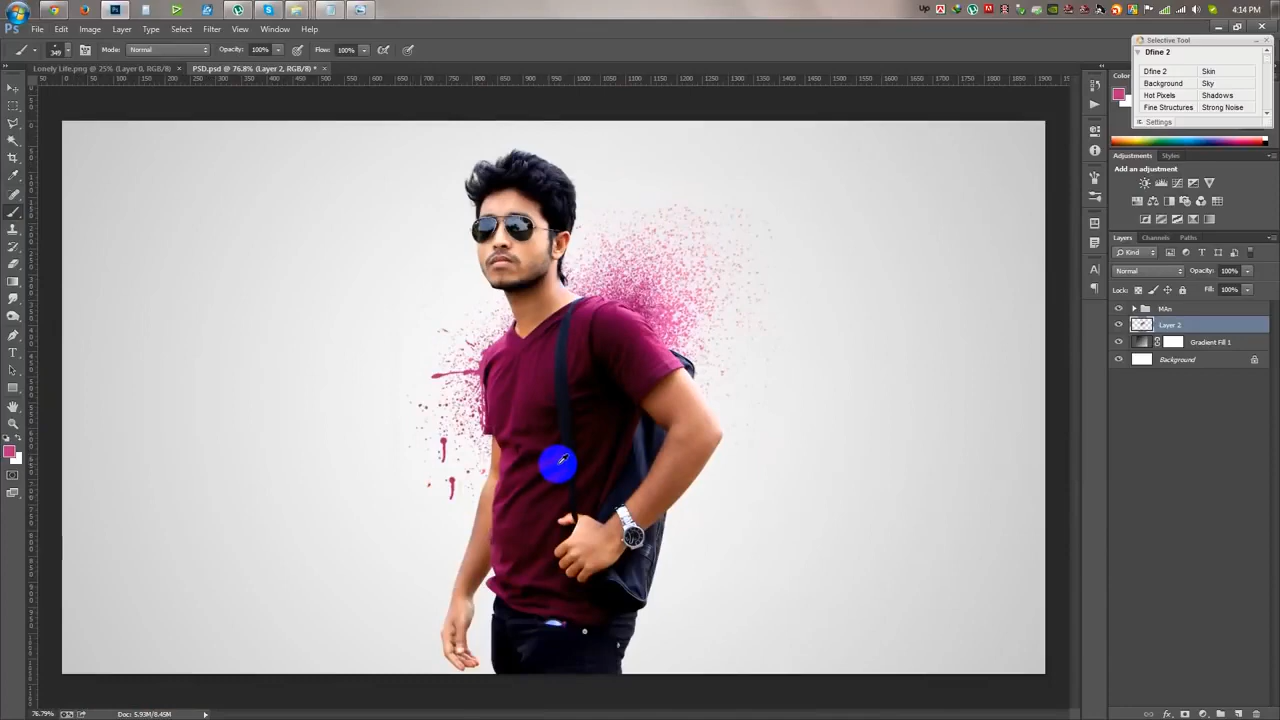 Up
4:14 PM
PS File Edit Image Layer Type Select Filter View Window Help
349 Mode: Normal Opacity: 100% Flow: 100%
Selective Tool
Dfine 2
Dfine 2 Skin
Background Sky
Hot Pixels Shadows
Fine Structures Strong Noise
Settings
Lonely Life.png @ 25% (Layer 0, RGB/8) × PSD.psd @ 76.8% (Layer 2, RGB/8) * ×
Color
Adjustments Styles
Add an adjustment
Layers Channels Paths
Kind
Normal Opacity: 100%
Lock: Fill: 100%
MAn
Layer 2
Gradient Fill 1
Background
76.79% Doc: 5.93M/8.45M